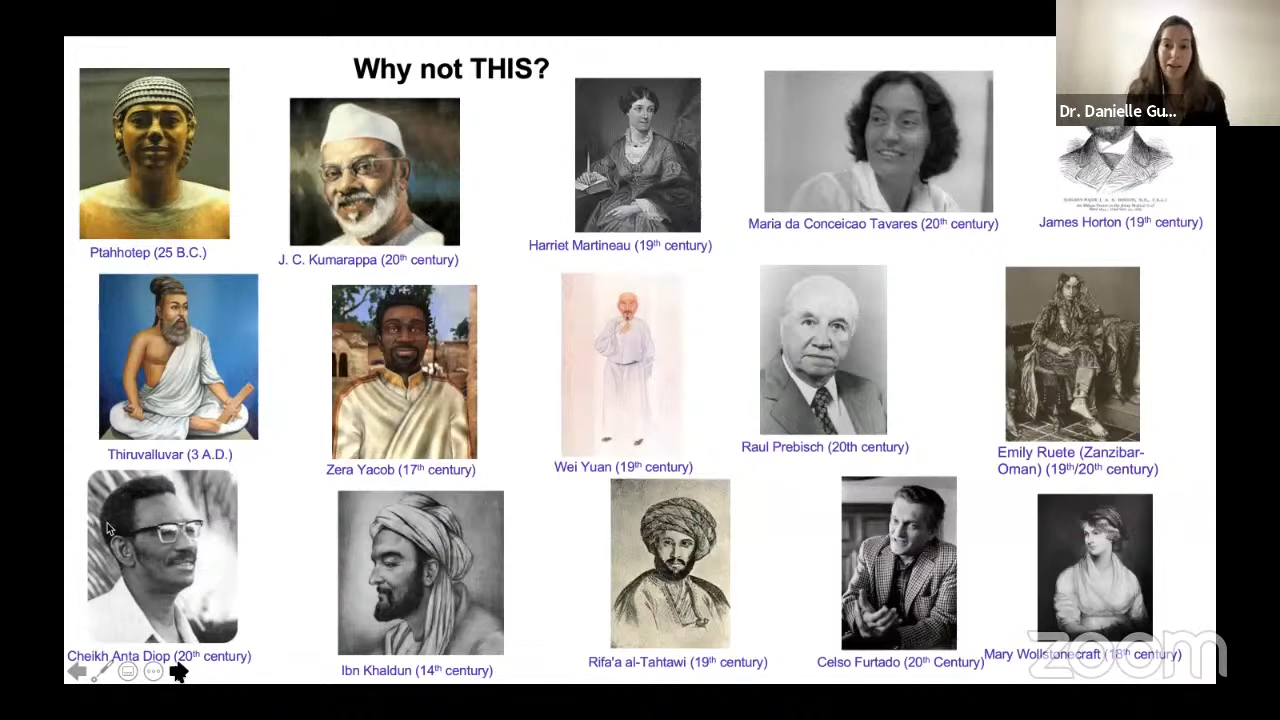 Why not THIS?
Dr. Danielle Gu...
Ptahhotep (25 B.C.)
J. C. Kumarappa (20th century)
Harriet Martineau (19th century)
Maria da Conceicao Tavares (20th century)
James Horton (19th century)
Thiruvalluvar (3 A.D.)
Zera Yacob (17th century)
Wei Yuan (19th century)
Raul Prebisch (20th century)
Emily Ruete (Zanzibar-
Oman) (19th/20th century)
Cheikh Anta Diop (20th century)
Ibn Khaldun (14th century)
Rifa'a al-Tahtawi (19th century)
Celso Furtado (20th Century)
Mary Wollstonecraft (18th century)
zoom